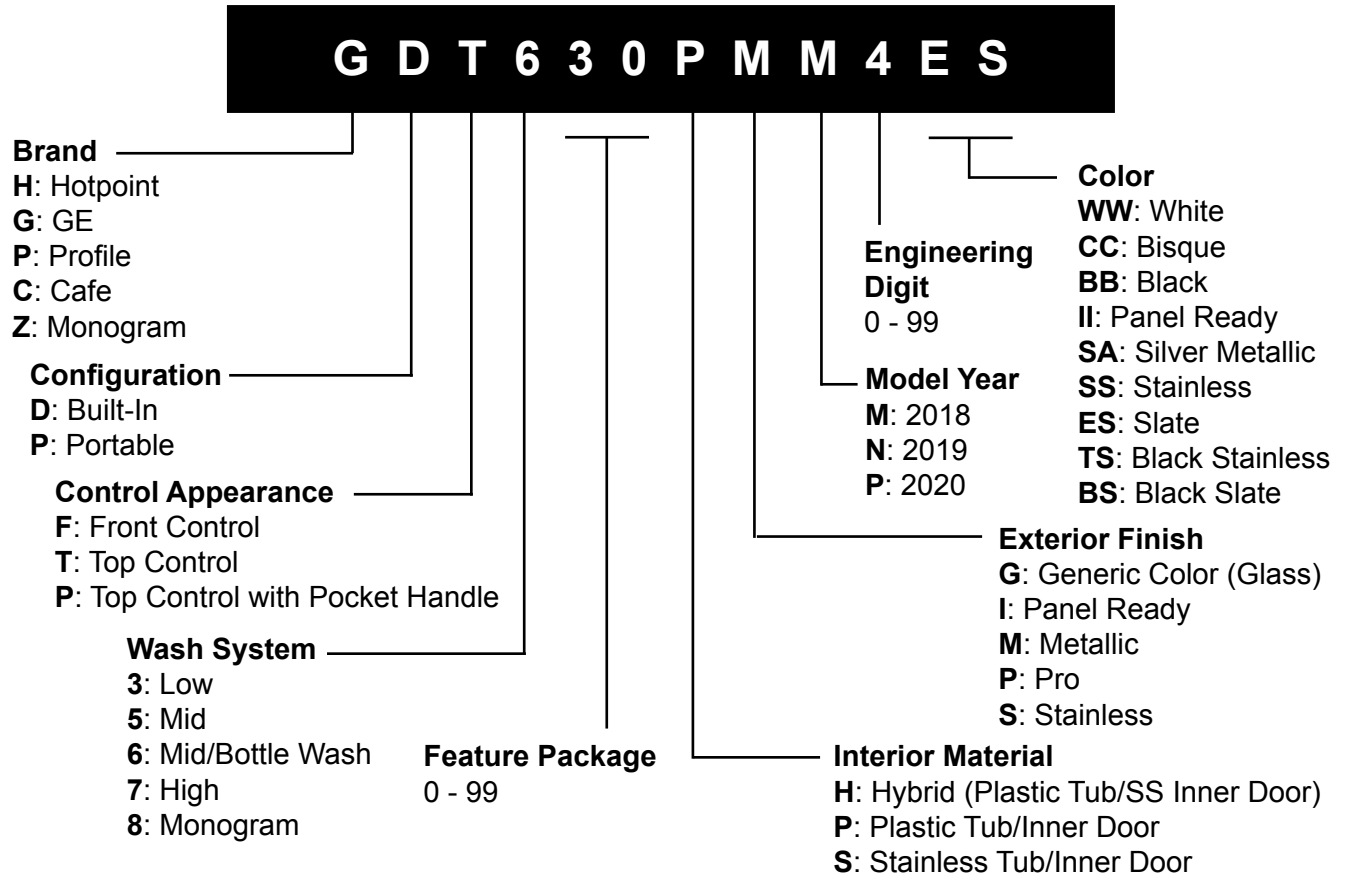 G D T 6 3 0 P M M 4 E S
Brand
H: Hotpoint
G: GE
P: Profile
C: Cafe
Z: Monogram
Configuration
D: Built-In
P: Portable
Control Appearance
F: Front Control
T: Top Control
P: Top Control with Pocket Handle
Wash System
3: Low
5: Mid
6: Mid/Bottle Wash
7: High
8: Monogram
Feature Package
0 - 99
Interior Material
H: Hybrid (Plastic Tub/SS Inner Door)
P: Plastic Tub/Inner Door
S: Stainless Tub/Inner Door
Exterior Finish
G: Generic Color (Glass)
I: Panel Ready
M: Metallic
P: Pro
S: Stainless
Model Year
M: 2018
N: 2019
P: 2020
Engineering
Digit
0 - 99
Color
WW: White
CC: Bisque
BB: Black
II: Panel Ready
SA: Silver Metallic
SS: Stainless
ES: Slate
TS: Black Stainless
BS: Black Slate